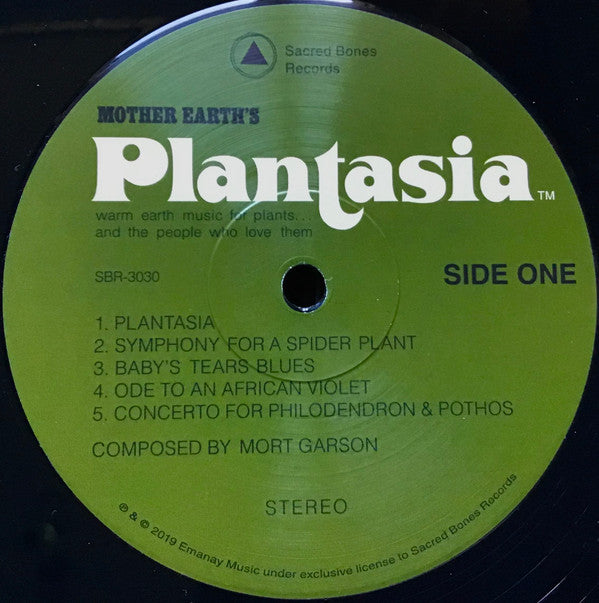 Sacred Bones
Records
MOTHER EARTH'S
Plantasia™
warm earth music for plants...
and the people who love them
SBR-3030
SIDE ONE
1. PLANTASIA
2. SYMPHONY FOR A SPIDER PLANT
3. BABY'S TEARS BLUES
4. ODE TO AN AFRICAN VIOLET
5. CONCERTO FOR PHILODENDRON & POTHOS
COMPOSED BY MORT GARSON
STEREO
℗ & © 2019 Emanay Music under exclusive license to Sacred Bones Records